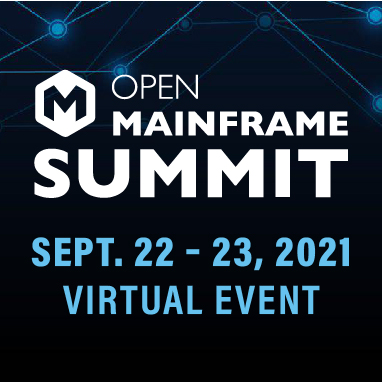 M OPEN
MAINFRAME
SUMMIT
SEPT. 22 - 23, 2021
VIRTUAL EVENT